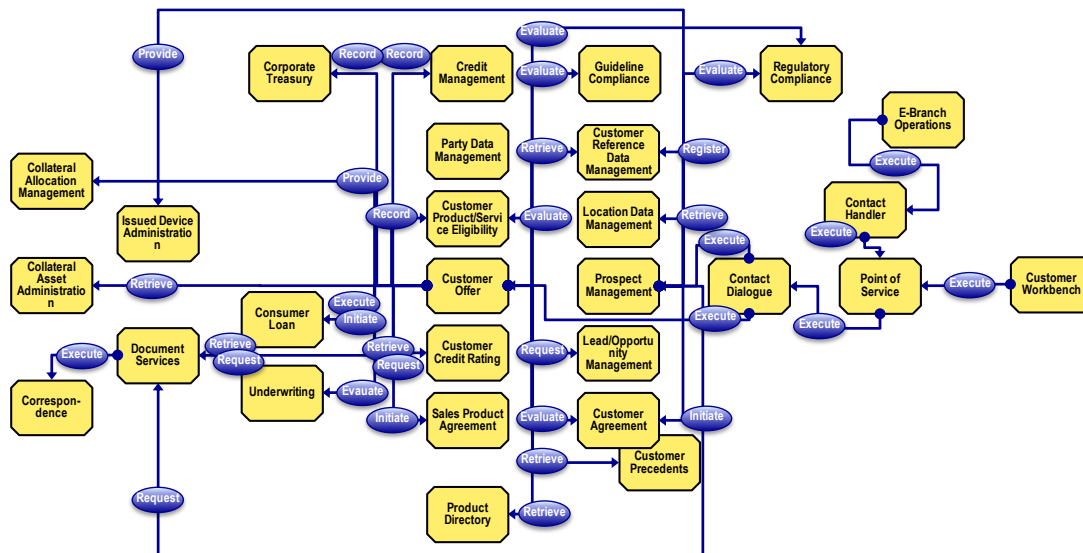 Evaluate
Provide
Record
Record
Corporate
Treasury
Credit
Management
Evaluate
Guideline
Compliance
Evaluate
Regulatory
Compliance
E-Branch
Operations
Party Data
Management
Retrieve
Customer
Reference
Data
Management
Register
Execute
Collateral
Allocation
Management
Provide
Issued Device
Administrati
on
Record
Customer
Product/Servi
ce Eligibility
Evaluate
Location Data
Management
Retrieve
Execute
Contact
Handler
Execute
Collateral
Asset
Administrati
on
Retrieve
Customer
Offer
Prospect
Management
Contact
Dialogue
Point of
Service
Execute
Customer
Workbench
Consumer
Loan
Execute
Initiate
Execute
Execute
Execute
Document
Services
Retrieve
Request
Retrieve
Request
Customer
Credit Rating
Request
Lead/Opportu
nity
Management
Correspon-
dence
Underwriting
Evauate
Initiate
Sales Product
Agreement
Evaluate
Customer
Agreement
Initiate
Retrieve
Customer
Precedents
Request
Product
Directory
Retrieve